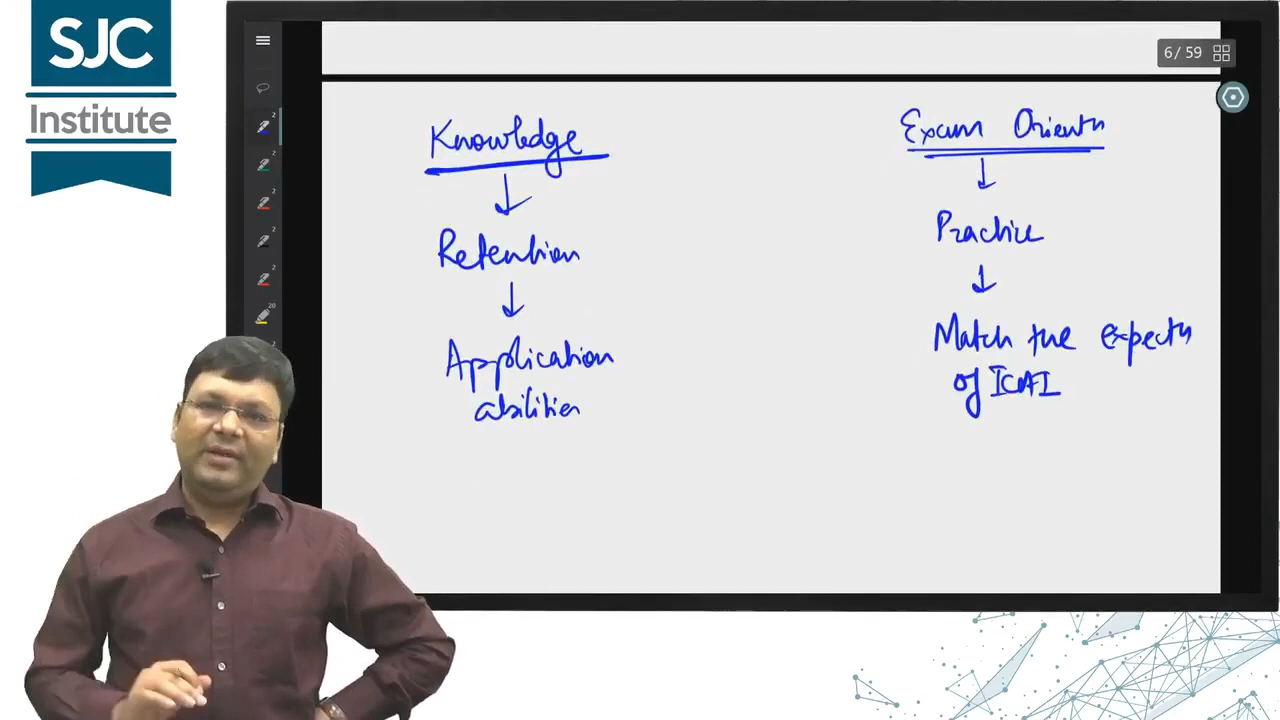 SJC
Institute
6/59
Knowledge
Retention
Application
abilities
Exam Orientn
Practice
Match the expectn
of ICAI